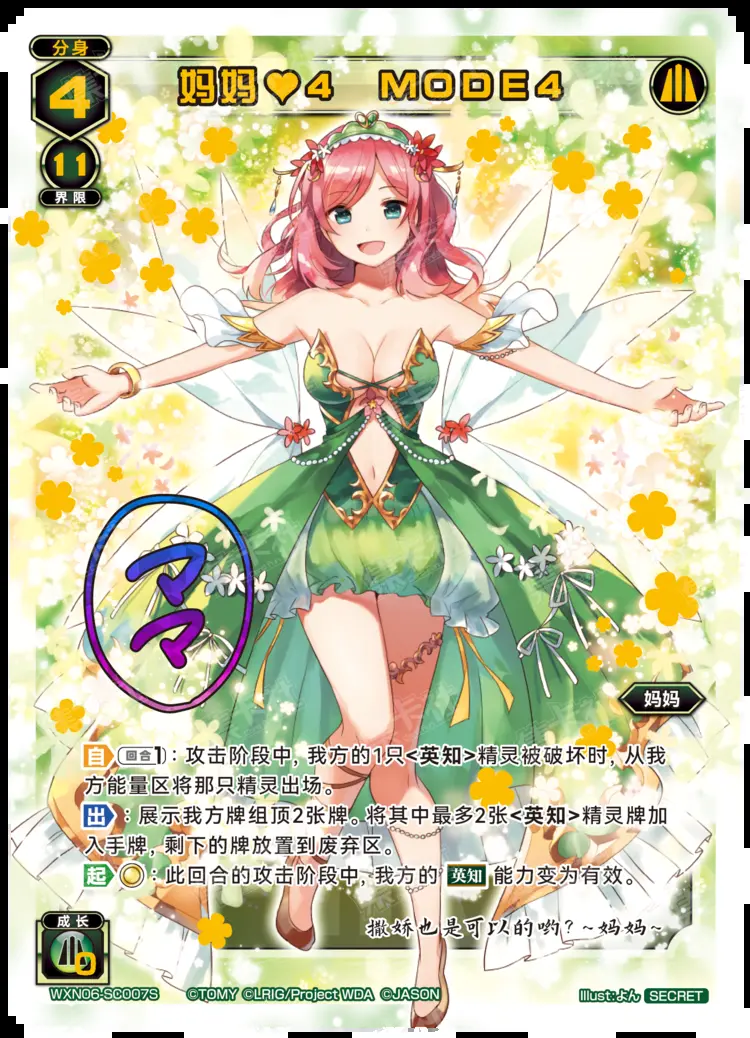 分身
4
妈妈♥4 MODE4
11
界限
ママ
妈妈
自 回合1：攻击阶段中，我方的1只<英知>精灵被破坏时，从我
方能量区将那只精灵出场。
出：展示我方牌组顶2张牌。将其中最多2张<英知>精灵牌加
入手牌，剩下的牌放置到废弃区。
起 ：此回合的攻击阶段中，我方的 英知 能力变为有效。
撒娇也是可以的哟？~妈妈~
成长
0
WXN06-SC007S ©TOMY ©LRIG/Project WDA ©JASON Illust:よん SECRET